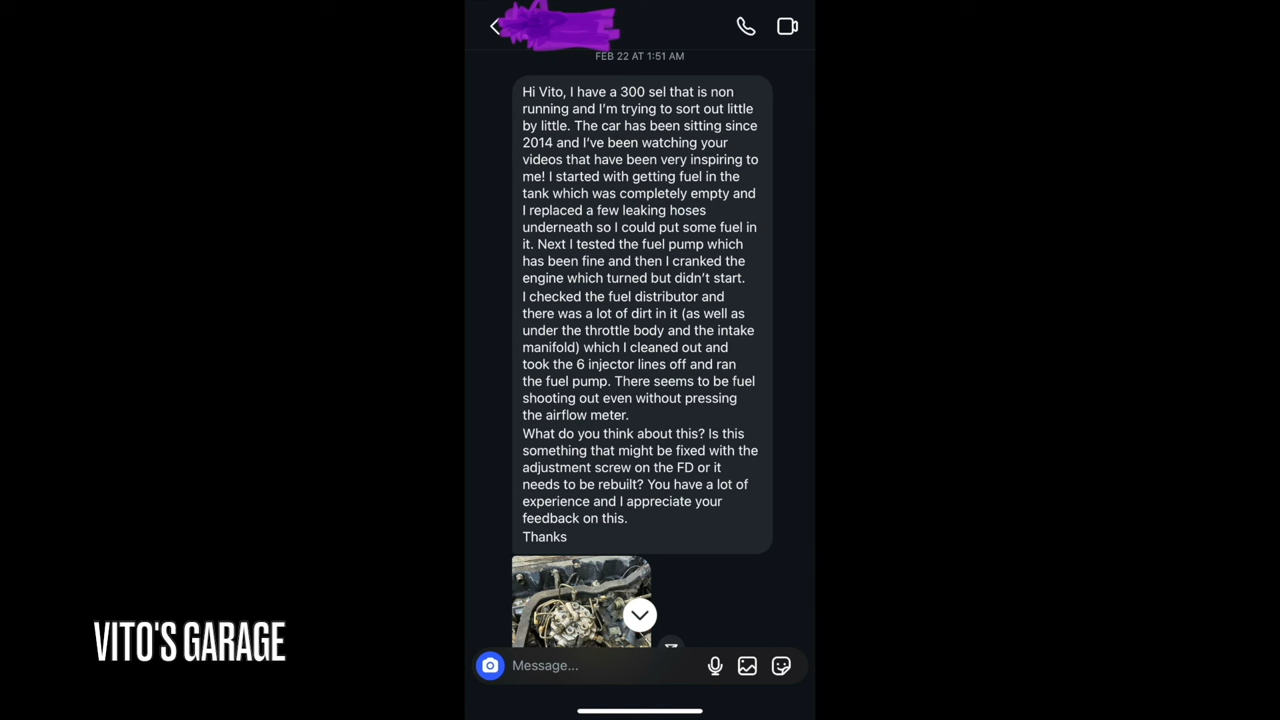 FEB 22 AT 1:51 AM
Hi Vito, I have a 300 sel that is non
running and I'm trying to sort out little
by little. The car has been sitting since
2014 and I've been watching your
videos that have been very inspiring to
me! I started with getting fuel in the
tank which was completely empty and
I replaced a few leaking hoses
underneath so I could put some fuel in
it. Next I tested the fuel pump which
has been fine and then I cranked the
engine which turned but didn't start.
I checked the fuel distributor and
there was a lot of dirt in it (as well as
under the throttle body and the intake
manifold) which I cleaned out and
took the 6 injector lines off and ran
the fuel pump. There seems to be fuel
shooting out even without pressing
the airflow meter.
What do you think about this? Is this
something that might be fixed with the
adjustment screw on the FD or it
needs to be rebuilt? You have a lot of
experience and I appreciate your
feedback on this.
Thanks
VITO'S GARAGE
Message...